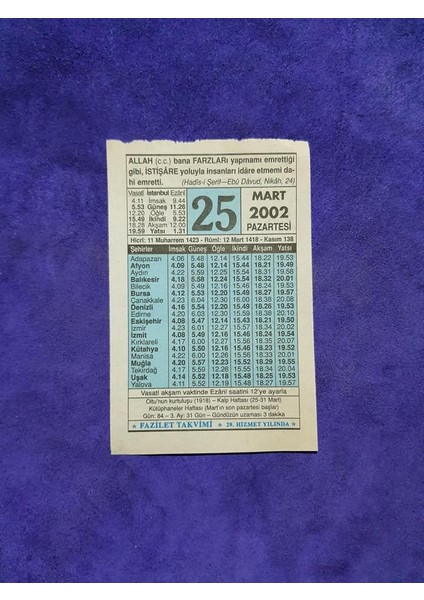 ALLAH (c.c.) bana FARZLARı yapmamı emrettiği
gibi, İSTİŞÂRE yoluyla insanları idâre etmemi da-
hi emretti. (Hadîs-i Şerif—Ebû Dâvud, Nikâh, 24)
Vasatî İstanbul Ezânî
4.11 İmsak 9.44
5.53 Güneş 11.26
12.20 Öğle 5.53
15.49 İkindi 9.22
18.28 Akşam 12.00
19.59 Yatsı 1.31
25
MART
2002
PAZARTESİ
Hicrî: 11 Muharrem 1423 - Rûmî: 12 Mart 1418 - Kasım 138
Şehirler İmsak Güneş Öğle İkindi Akşam Yatsı
Adapazarı 4.06 5.48 12.14 15.44 18.22 19.53
Afyon 4.09 5.48 12.14 15.44 18.21 19.49
Aydın 4.22 5.59 12.25 15.54 18.31 19.58
Balıkesir 4.18 5.58 12.24 15.54 18.32 20.01
Bilecik 4.09 5.49 12.16 15.45 18.24
Bursa 4.12 5.53 12.20 15.49 18.27 19.57
Çanakkale 4.23 6.04 12.30 16.00 18.38 20.08
Denizli 4.16 5.54 12.20 15.49 18.26 19.53
Edirne 4.20 6.03 12.30 15.59 18.38 20.10
Eskişehir 4.08 5.47 12.14 15.43 18.21 19.50
İzmir 4.23 6.01 12.27 15.57 18.34 20.02
İzmit 4.08 5.50 12.16 15.46 18.24 19.55
Kırklareli 4.17 6.00 12.27 15.56 18.35
Kütahya 4.10 5.50 12.16 15.46 18.23 19.52
Manisa 4.22 6.00 12.26 15.56 18.33 20.01
Muğla 4.20 5.57 12.23 15.52 18.29 19.55
Tekirdağ 4.17 5.59 12.26 15.55 18.34
Uşak 4.14 5.52 12.18 15.48 18.25 19.53
Yalova 4.11 5.52 12.19 15.48 18.27 19.57
Vasatî akşam vaktinde Ezânî saatini 12'ye ayarla
Oltu'nun kurtuluşu (1918) – Kalp Haftası (25-31 Mart)
Kütüphaneler Haftası (Mart'ın son pazartesi başlar)
Gün: 84 – 3. Ay: 31 Gün – Gündüzün uzaması 3 dakika
★ FAZİLET TAKVİMİ ★ 29. HİZMET YILINDA ★